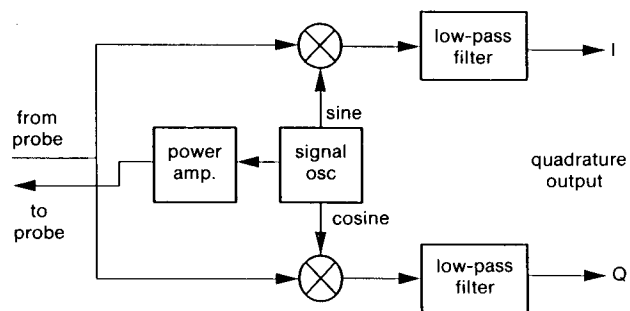 low-pass
filter
I
sine
from
probe
power
amp.
signal
osc
quadrature
output
to
probe
cosine
low-pass
filter
Q